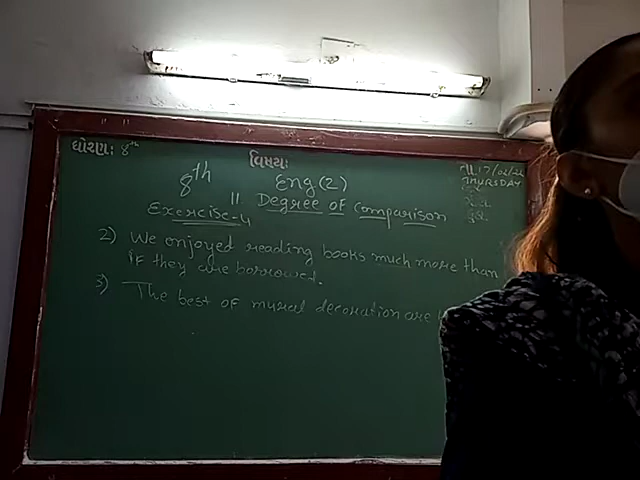 ધોરણઃ 8th
વિષયઃ
તા. 17/02/22
THURSDAY
8th Eng (2)
11. Degree of comparison
Exercise-4
2) We enjoyed reading books much more than
if they are borrowed.
3) The best of mural decoration are